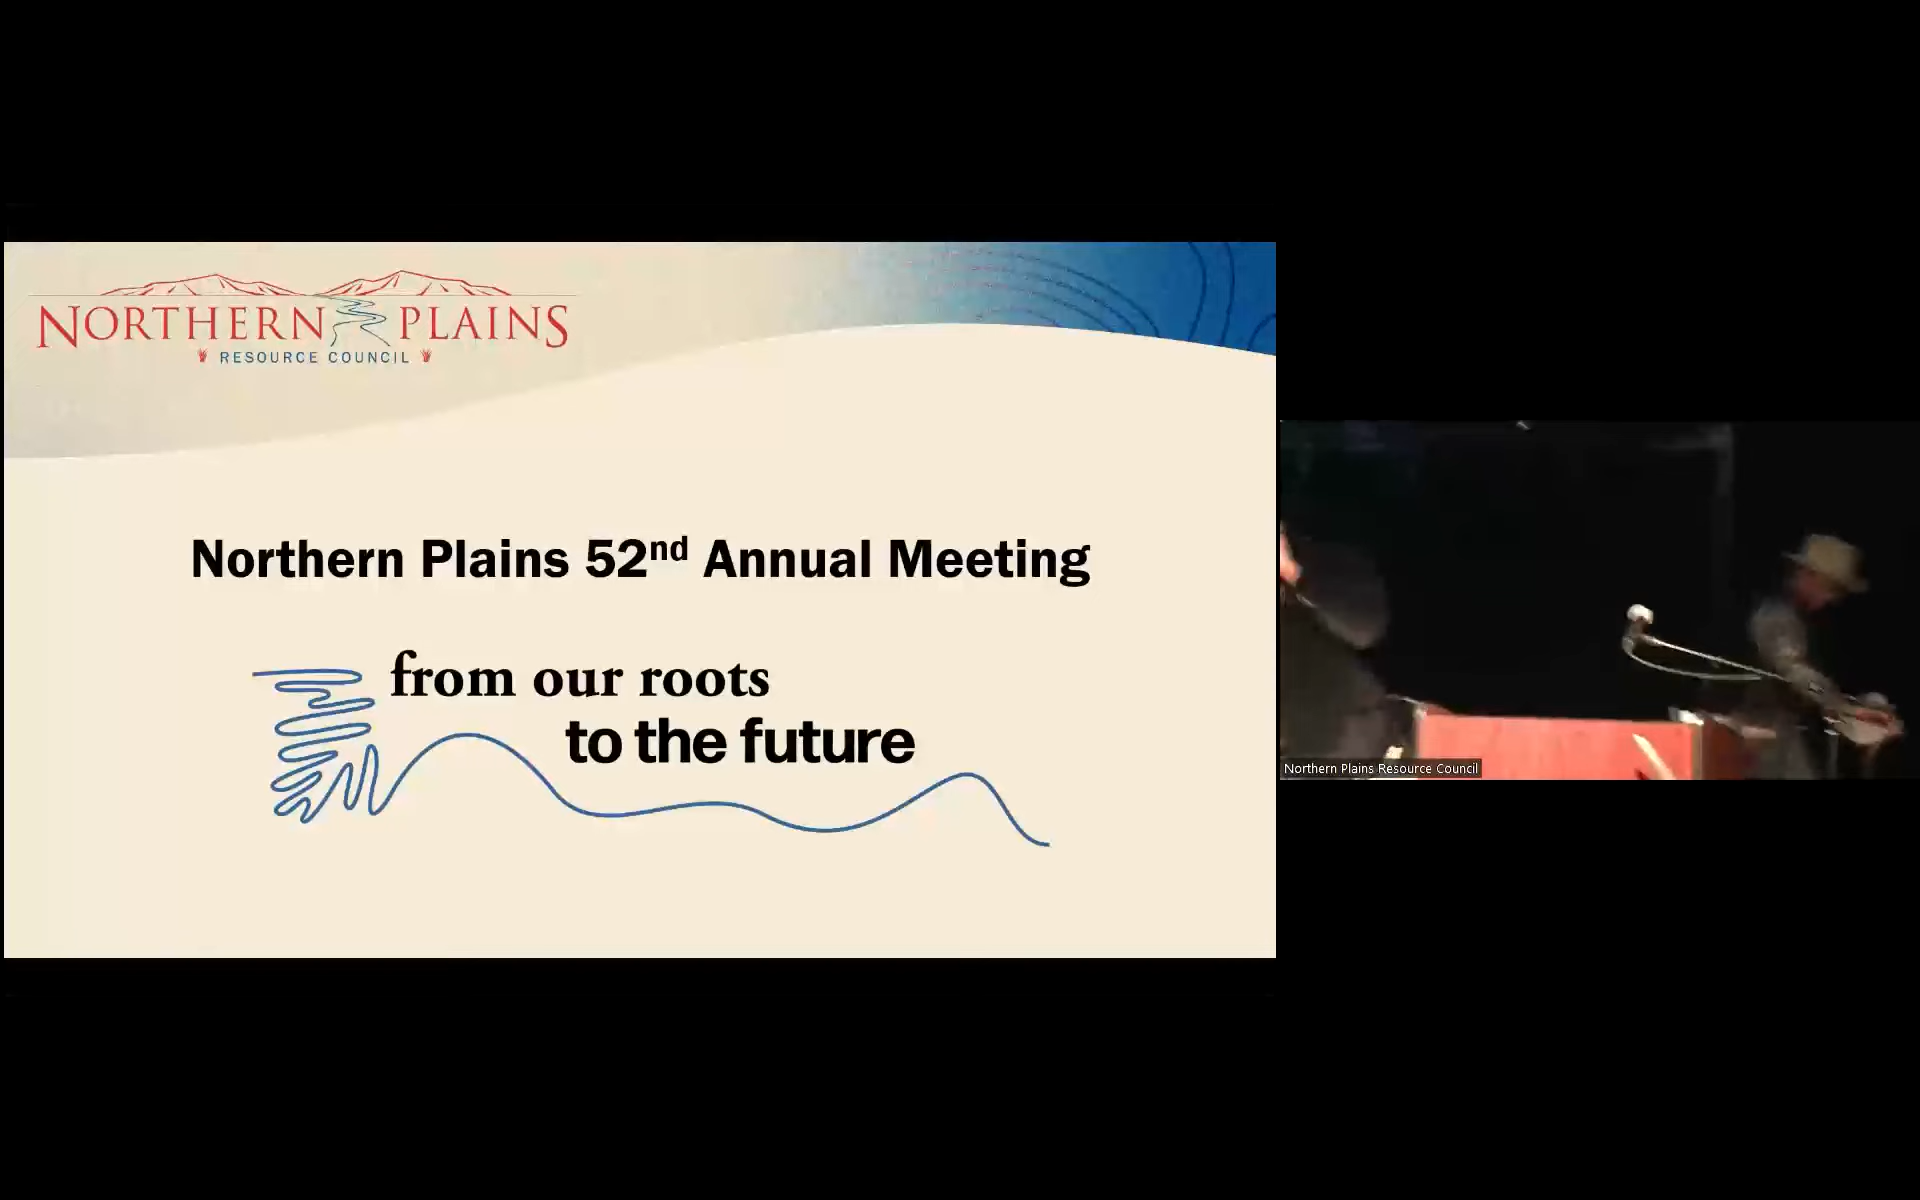 NORTHERN PLAINS
RESOURCE COUNCIL
Northern Plains 52nd Annual Meeting
from our roots
to the future
Northern Plains Resource Council